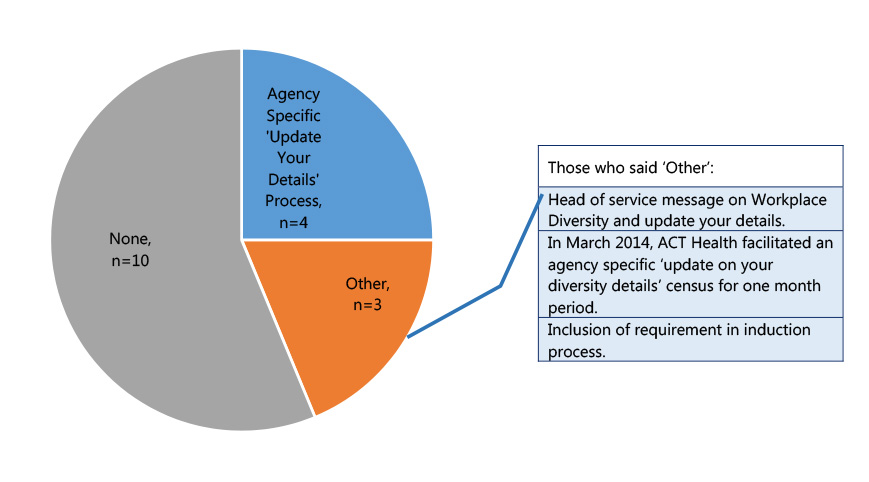 Agency
Specific
'Update
Your
Details'
Process,
n=4
None,
n=10
Other,
n=3
Those who said ‘Other’:
Head of service message on Workplace
Diversity and update your details.
In March 2014, ACT Health facilitated an
agency specific ‘update on your
diversity details’ census for one month
period.
Inclusion of requirement in induction
process.